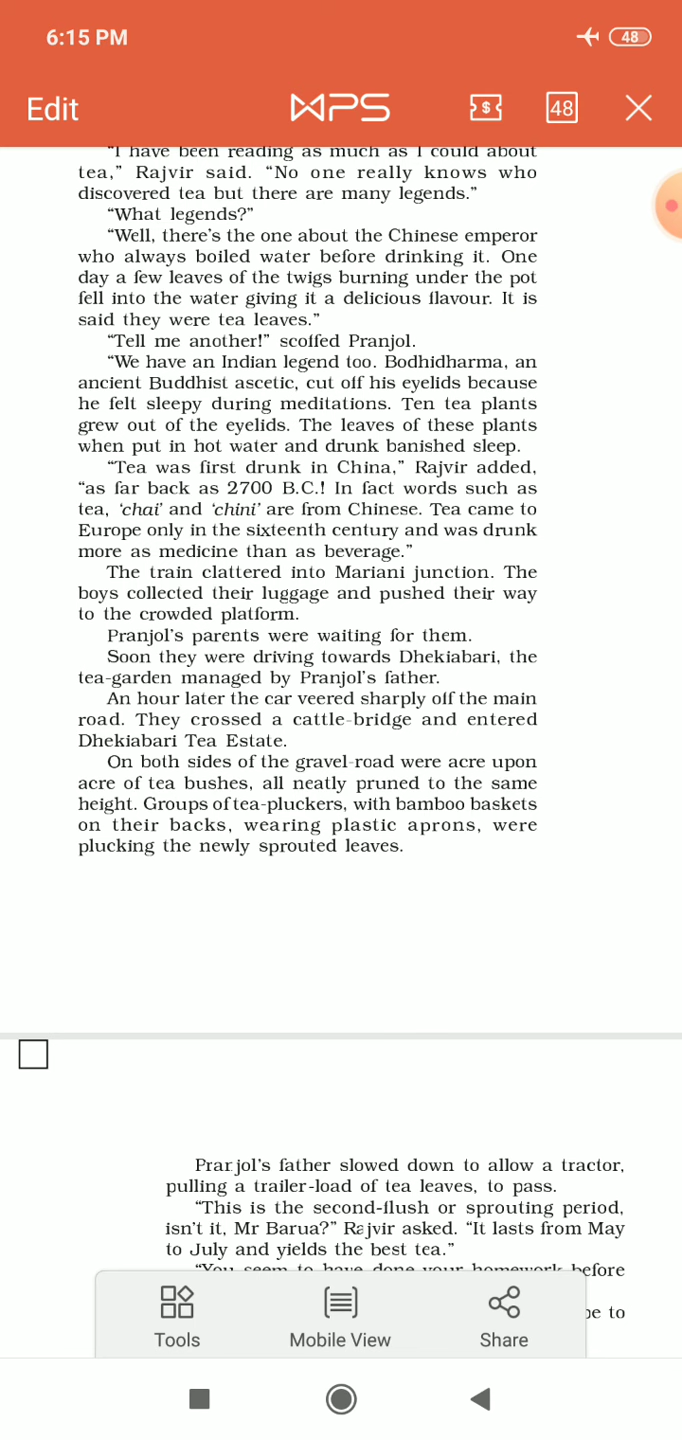 6:15 PM
48
Edit
WPS
48
“I have been reading as much as I could about
tea,” Rajvir said. “No one really knows who
discovered tea but there are many legends.”
“What legends?”
“Well, there’s the one about the Chinese emperor
who always boiled water before drinking it. One
day a few leaves of the twigs burning under the pot
fell into the water giving it a delicious flavour. It is
said they were tea leaves.”
“Tell me another!” scoffed Pranjol.
“We have an Indian legend too. Bodhidharma, an
ancient Buddhist ascetic, cut off his eyelids because
he felt sleepy during meditations. Ten tea plants
grew out of the eyelids. The leaves of these plants
when put in hot water and drunk banished sleep.
“Tea was first drunk in China,” Rajvir added,
“as far back as 2700 B.C.! In fact words such as
tea, ‘chai’ and ‘chini’ are from Chinese. Tea came to
Europe only in the sixteenth century and was drunk
more as medicine than as beverage.”
The train clattered into Mariani junction. The
boys collected their luggage and pushed their way
to the crowded platform.
Pranjol’s parents were waiting for them.
Soon they were driving towards Dhekiabari, the
tea-garden managed by Pranjol’s father.
An hour later the car veered sharply off the main
road. They crossed a cattle-bridge and entered
Dhekiabari Tea Estate.
On both sides of the gravel-road were acre upon
acre of tea bushes, all neatly pruned to the same
height. Groups of tea-pluckers, with bamboo baskets
on their backs, wearing plastic aprons, were
plucking the newly sprouted leaves.
Pranjol’s father slowed down to allow a tractor,
pulling a trailer-load of tea leaves, to pass.
“This is the second-flush or sprouting period,
isn’t it, Mr Barua?” Rajvir asked. “It lasts from May
to July and yields the best tea.”
“You seem to have done your homework before
to
Tools
Mobile View
Share